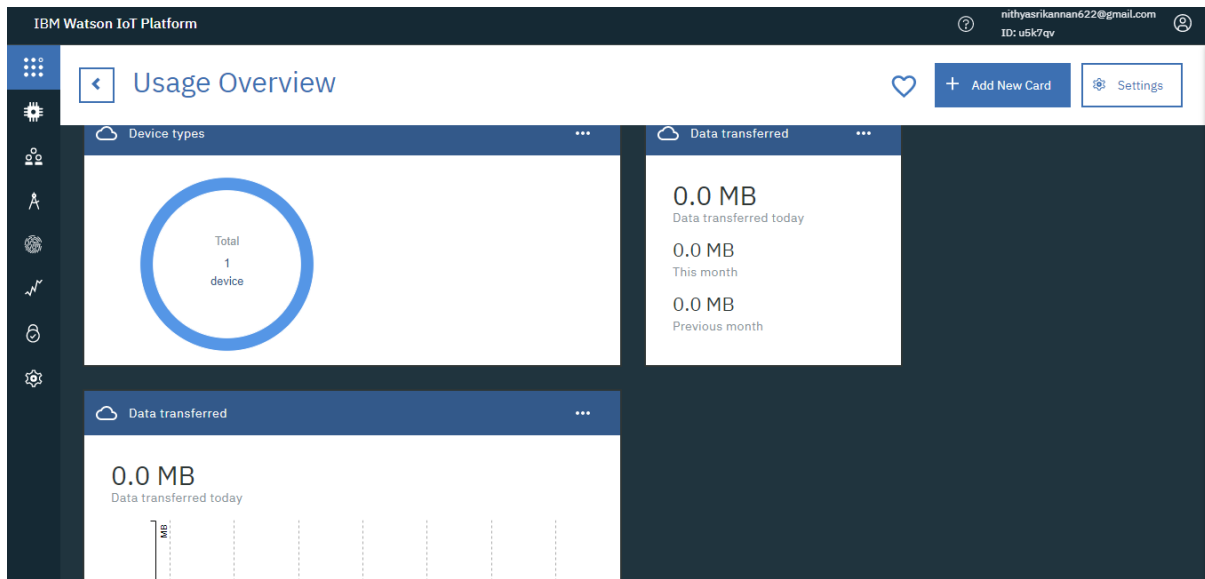 IBM Watson IoT Platform
nithyasrikannan622@gmail.com
ID: u5k7qv
Usage Overview
Add New Card
Settings
Device types
Total
1
device
Data transferred
0.0 MB
Data transferred today
0.0 MB
This month
0.0 MB
Previous month
Data transferred
0.0 MB
Data transferred today
MB